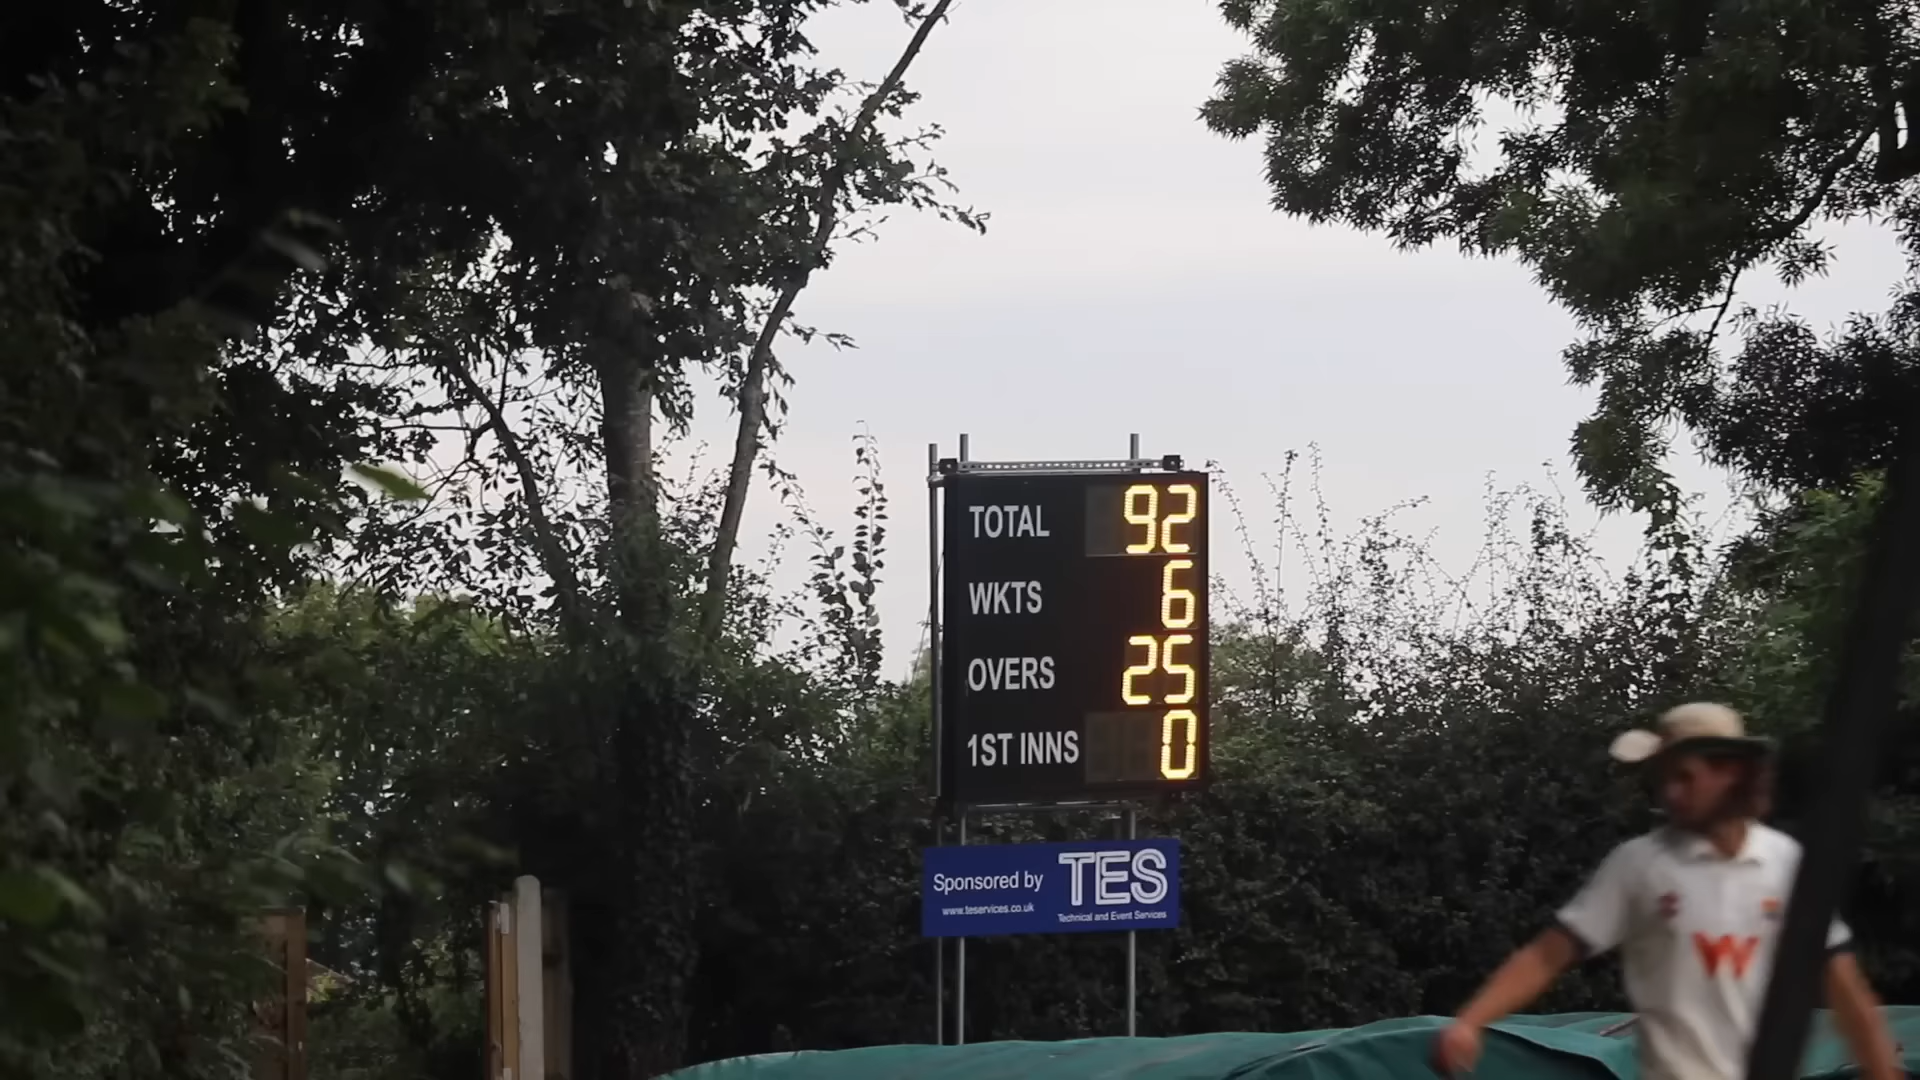 TOTAL 92
WKTS 6
OVERS 25
1ST INNS 0
Sponsored by TES
www.teservices.co.uk
Technical and Event Services
W